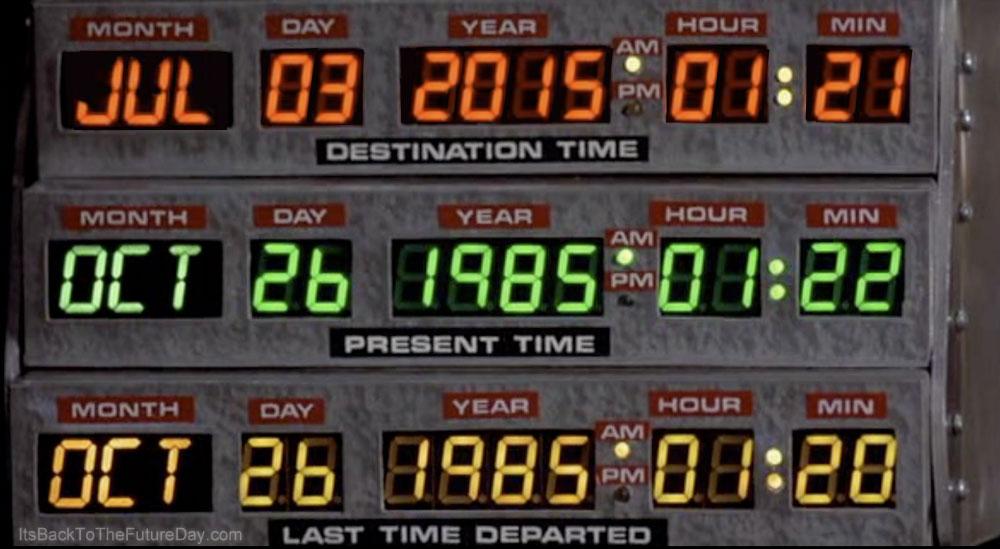 MONTH DAY YEAR HOUR MIN
JUL 03 2015 AM PM 01:21
DESTINATION TIME
MONTH DAY YEAR HOUR MIN
OCT 26 1985 AM PM 01:22
PRESENT TIME
MONTH DAY YEAR HOUR MIN
OCT 26 1985 AM PM 01:20
LAST TIME DEPARTED
ItsBackToTheFutureDay.com